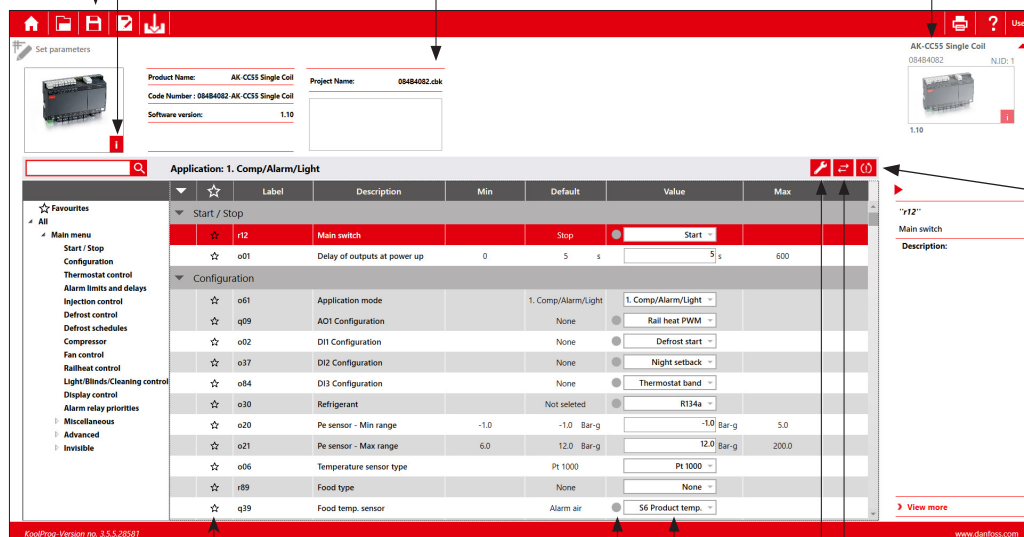 ? Use
Set parameters
AK-CC55 Single Coil
084B4082 N.ID: 1
i
1.10
Product Name: AK-CC55 Single Coil
Code Number : 084B4082-AK-CC55 Single Coil
Software version: 1.10
Project Name: 084B4082.cbk
i
Application: 1. Comp/Alarm/Light
Label Description Min Default Value Max
Favourites
All
Main menu
Start / Stop
Configuration
Thermostat control
Alarm limits and delays
Injection control
Defrost control
Defrost schedules
Compressor
Fan control
Railheat control
Light/Blinds/Cleaning control
Display control
Alarm relay priorities
Miscellaneous
Advanced
Invisible
Start / Stop
r12 Main switch Stop Start
o01 Delay of outputs at power up 0 5 s 5 s 600
Configuration
o61 Application mode 1. Comp/Alarm/Light 1. Comp/Alarm/Light
q09 AO1 Configuration None Rail heat PWM
o02 DI1 Configuration None Defrost start
o37 DI2 Configuration None Night setback
o84 DI3 Configuration None Thermostat band
o30 Refrigerant Not seleted R134a
o20 Pe sensor - Min range -1.0 -1.0 Bar-g -1.0 Bar-g 5.0
o21 Pe sensor - Max range 6.0 12.0 Bar-g 12.0 Bar-g 200.0
o06 Temperature sensor type Pt 1000 Pt 1000
r89 Food type None None
q39 Food temp. sensor Alarm air S6 Product temp.
"r12"
Main switch
Description:
View more
KoolProg-Version no. 3.5.5.28581
www.danfoss.com